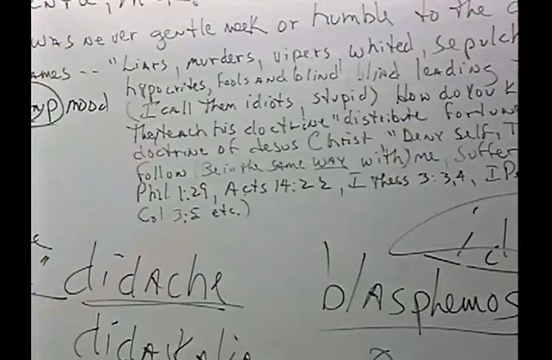 was never gentle meek or humble to the
ames -- "Liars, murders, vipers whited, sepulch
hypocrites, fools and blind" blind leading
mood (I call them idiots, stupid) How do you K
They teach his doctrine "distribute fortun
doctrine of Jesus Christ "Deny self, T
follow (Be in the same WAY with) me, suffer
Phil 1:29, Acts 14:22, I Thess 3:3,4, I P
Col 3:5 etc.)
didache
blasphemos
didaskalia